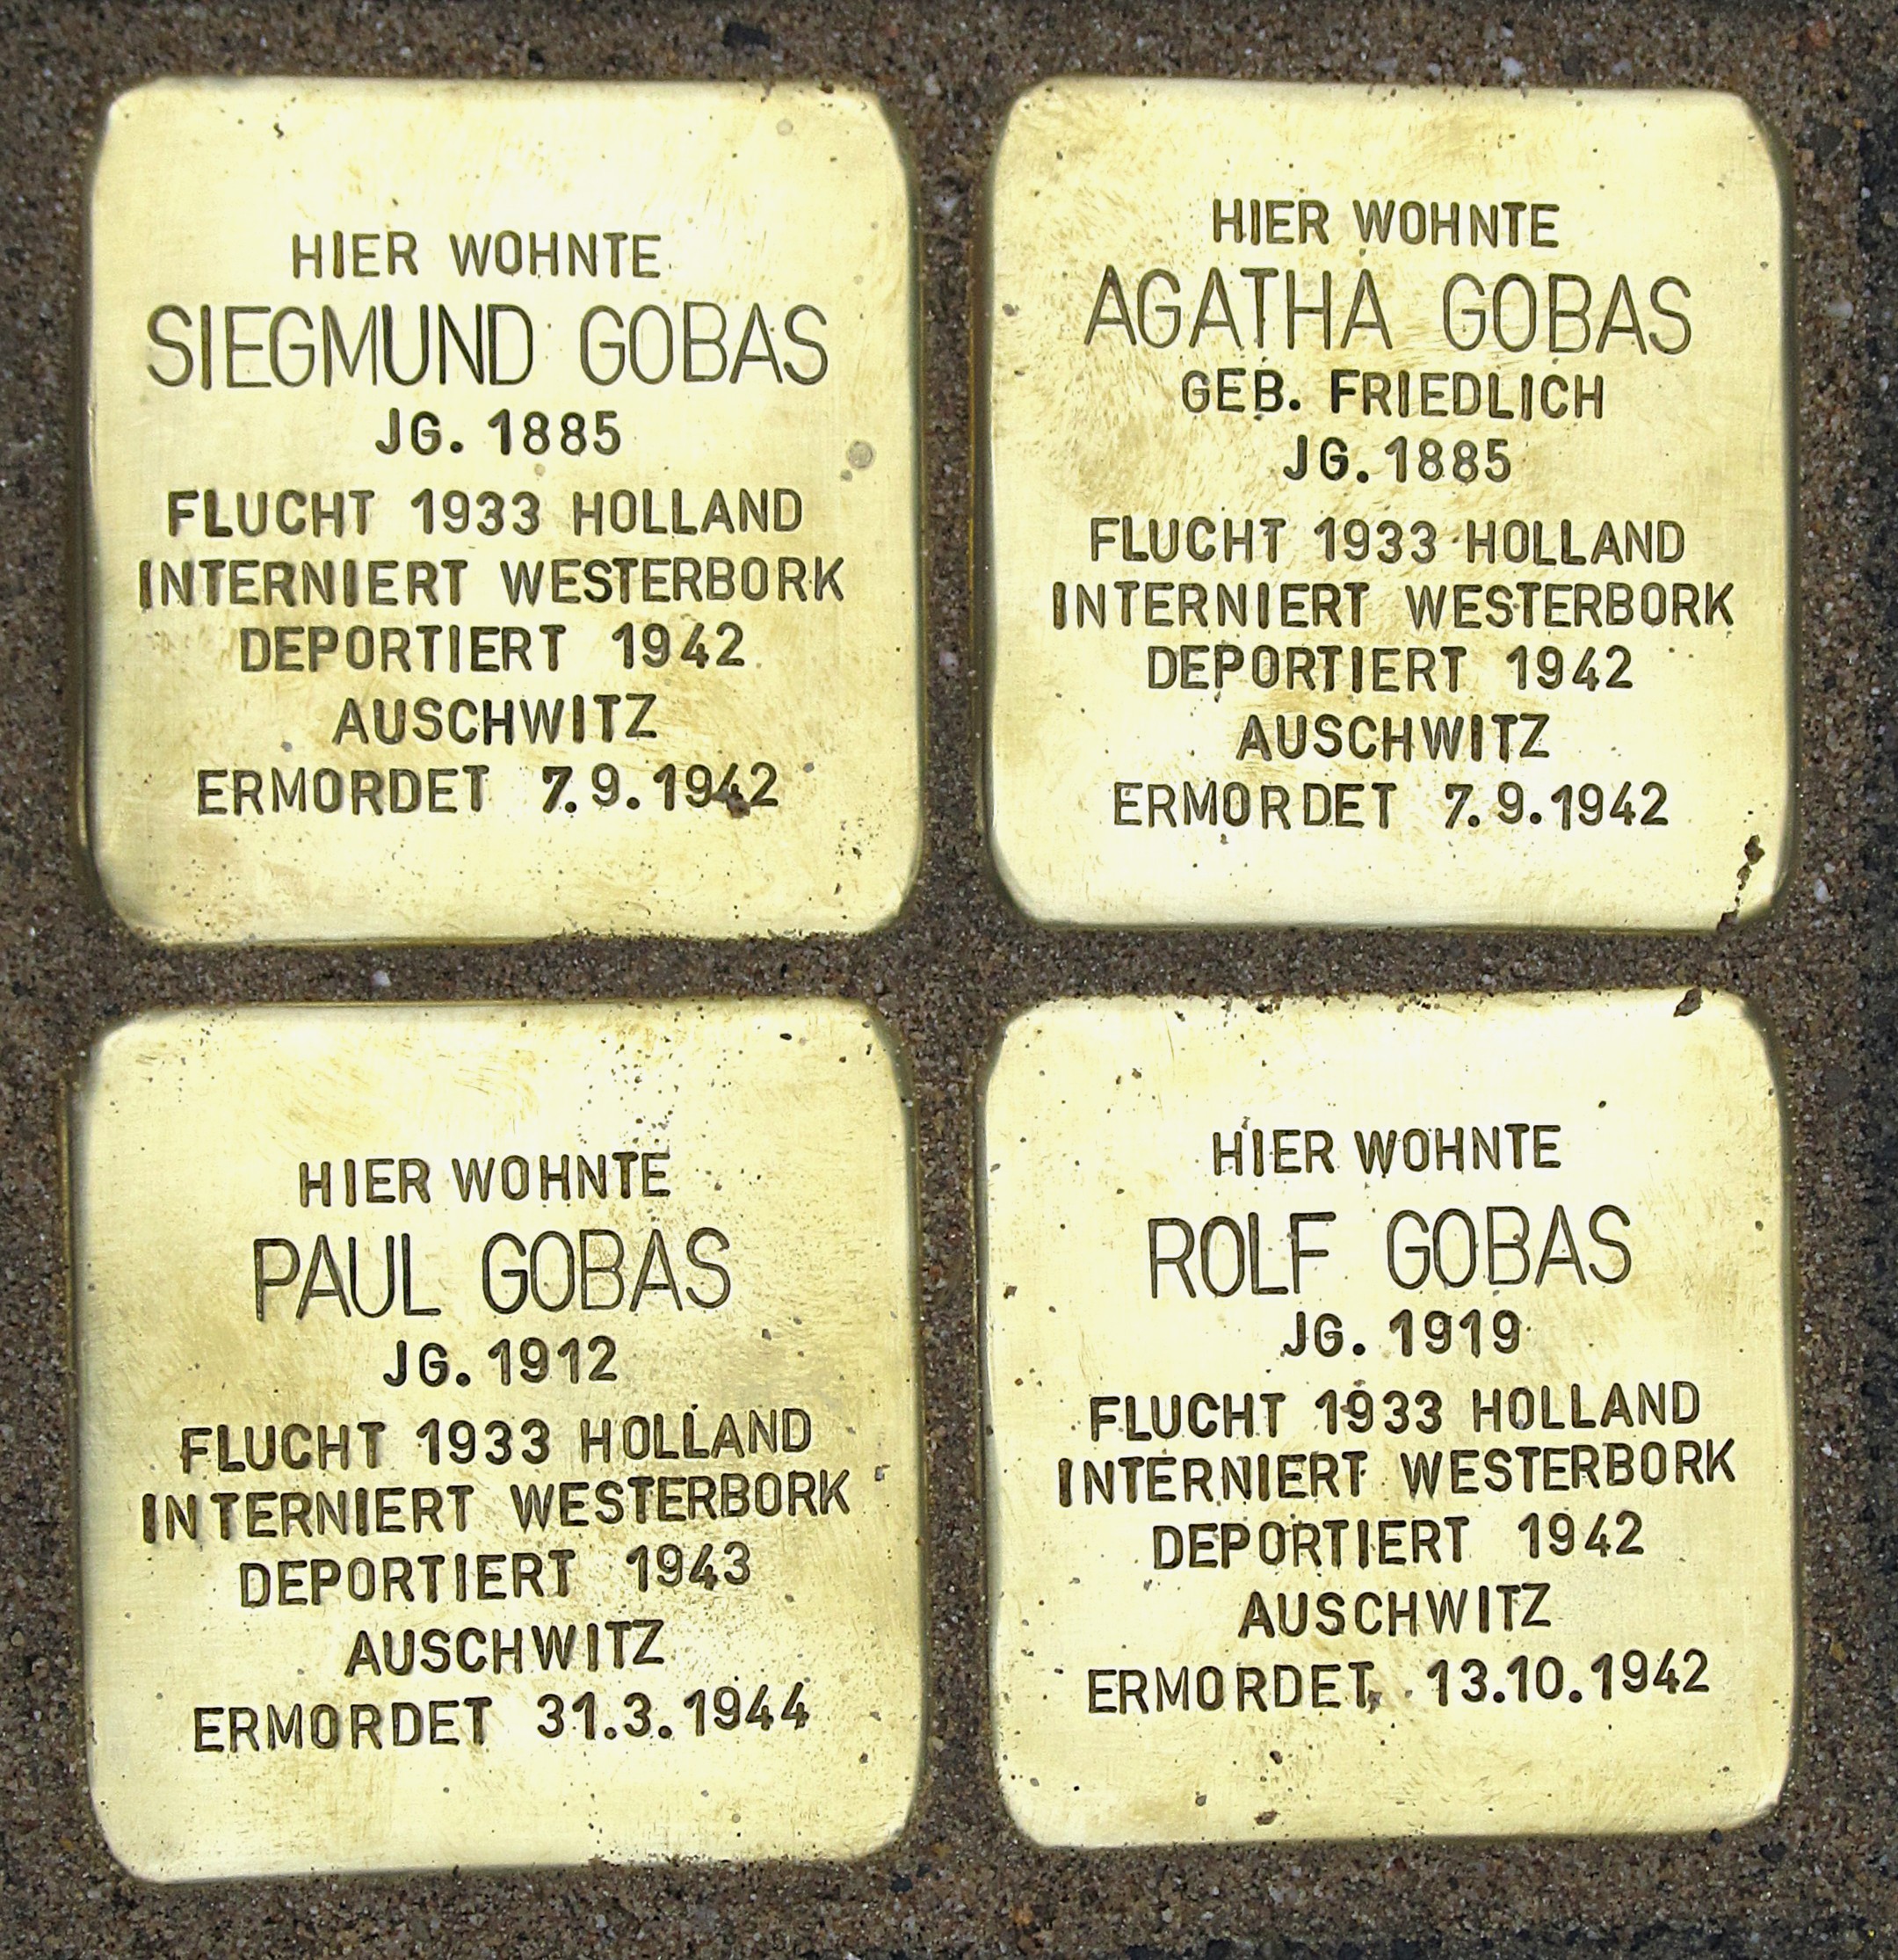 HIER WOHNTE
SIEGMUND GOBAS
JG. 1885
FLUCHT 1933 HOLLAND
INTERNIERT WESTERBORK
DEPORTIERT 1942
AUSCHWITZ
ERMORDET 7.9.1942
HIER WOHNTE
AGATHA GOBAS
GEB. FRIEDLICH
JG. 1885
FLUCHT 1933 HOLLAND
INTERNIERT WESTERBORK
DEPORTIERT 1942
AUSCHWITZ
ERMORDET 7.9.1942
HIER WOHNTE
PAUL GOBAS
JG. 1912
FLUCHT 1933 HOLLAND
INTERNIERT WESTERBORK
DEPORTIERT 1943
AUSCHWITZ
ERMORDET 31.3.1944
HIER WOHNTE
ROLF GOBAS
JG. 1919
FLUCHT 1933 HOLLAND
INTERNIERT WESTERBORK
DEPORTIERT 1942
AUSCHWITZ
ERMORDET 13.10.1942